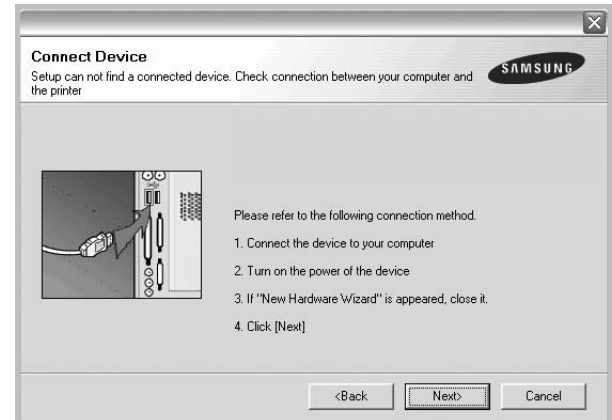 Connect Device
Setup can not find a connected device. Check connection between your computer and
the printer
SAMSUNG
Please refer to the following connection method.
1. Connect the device to your computer
2. Turn on the power of the device
3. If "New Hardware Wizard" is appeared, close it.
4. Click [Next]
<Back
Next>
Cancel